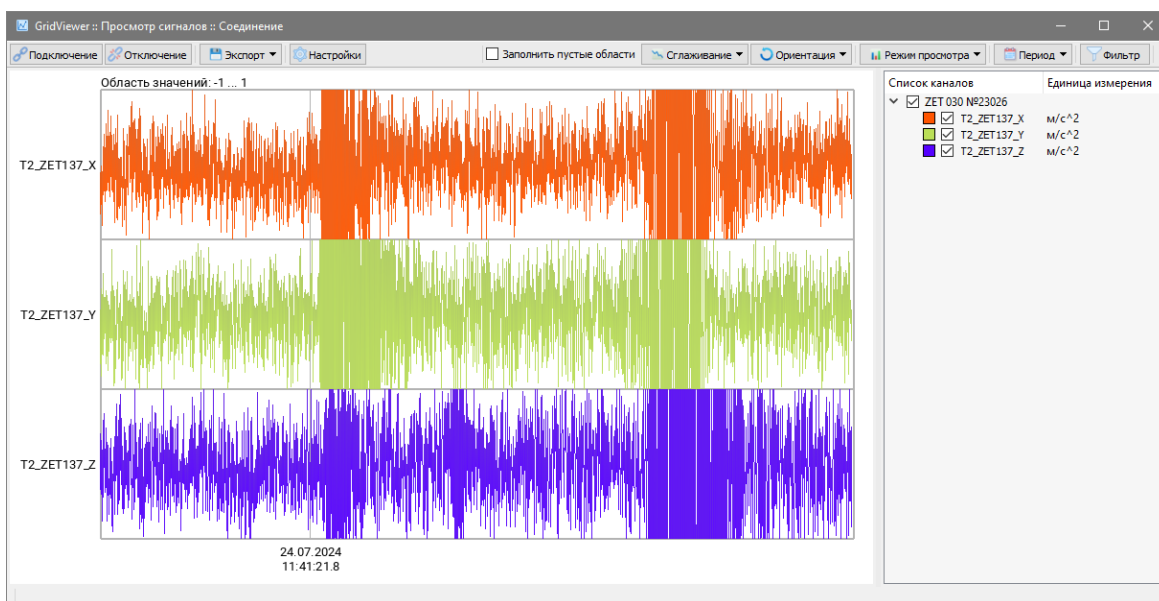 GridViewer :: Просмотр сигналов :: Соединение
Подключение Отключение Экспорт Настройки Заполнить пустые области Сглаживание Ориентация Режим просмотра Период Фильтр
Область значений: -1 ... 1
T2_ZET137_X
T2_ZET137_Y
T2_ZET137_Z
24.07.2024
11:41:21.8
Список каналов Единица измерения
ZET 030 №23026
T2_ZET137_X м/с^2
T2_ZET137_Y м/с^2
T2_ZET137_Z м/с^2